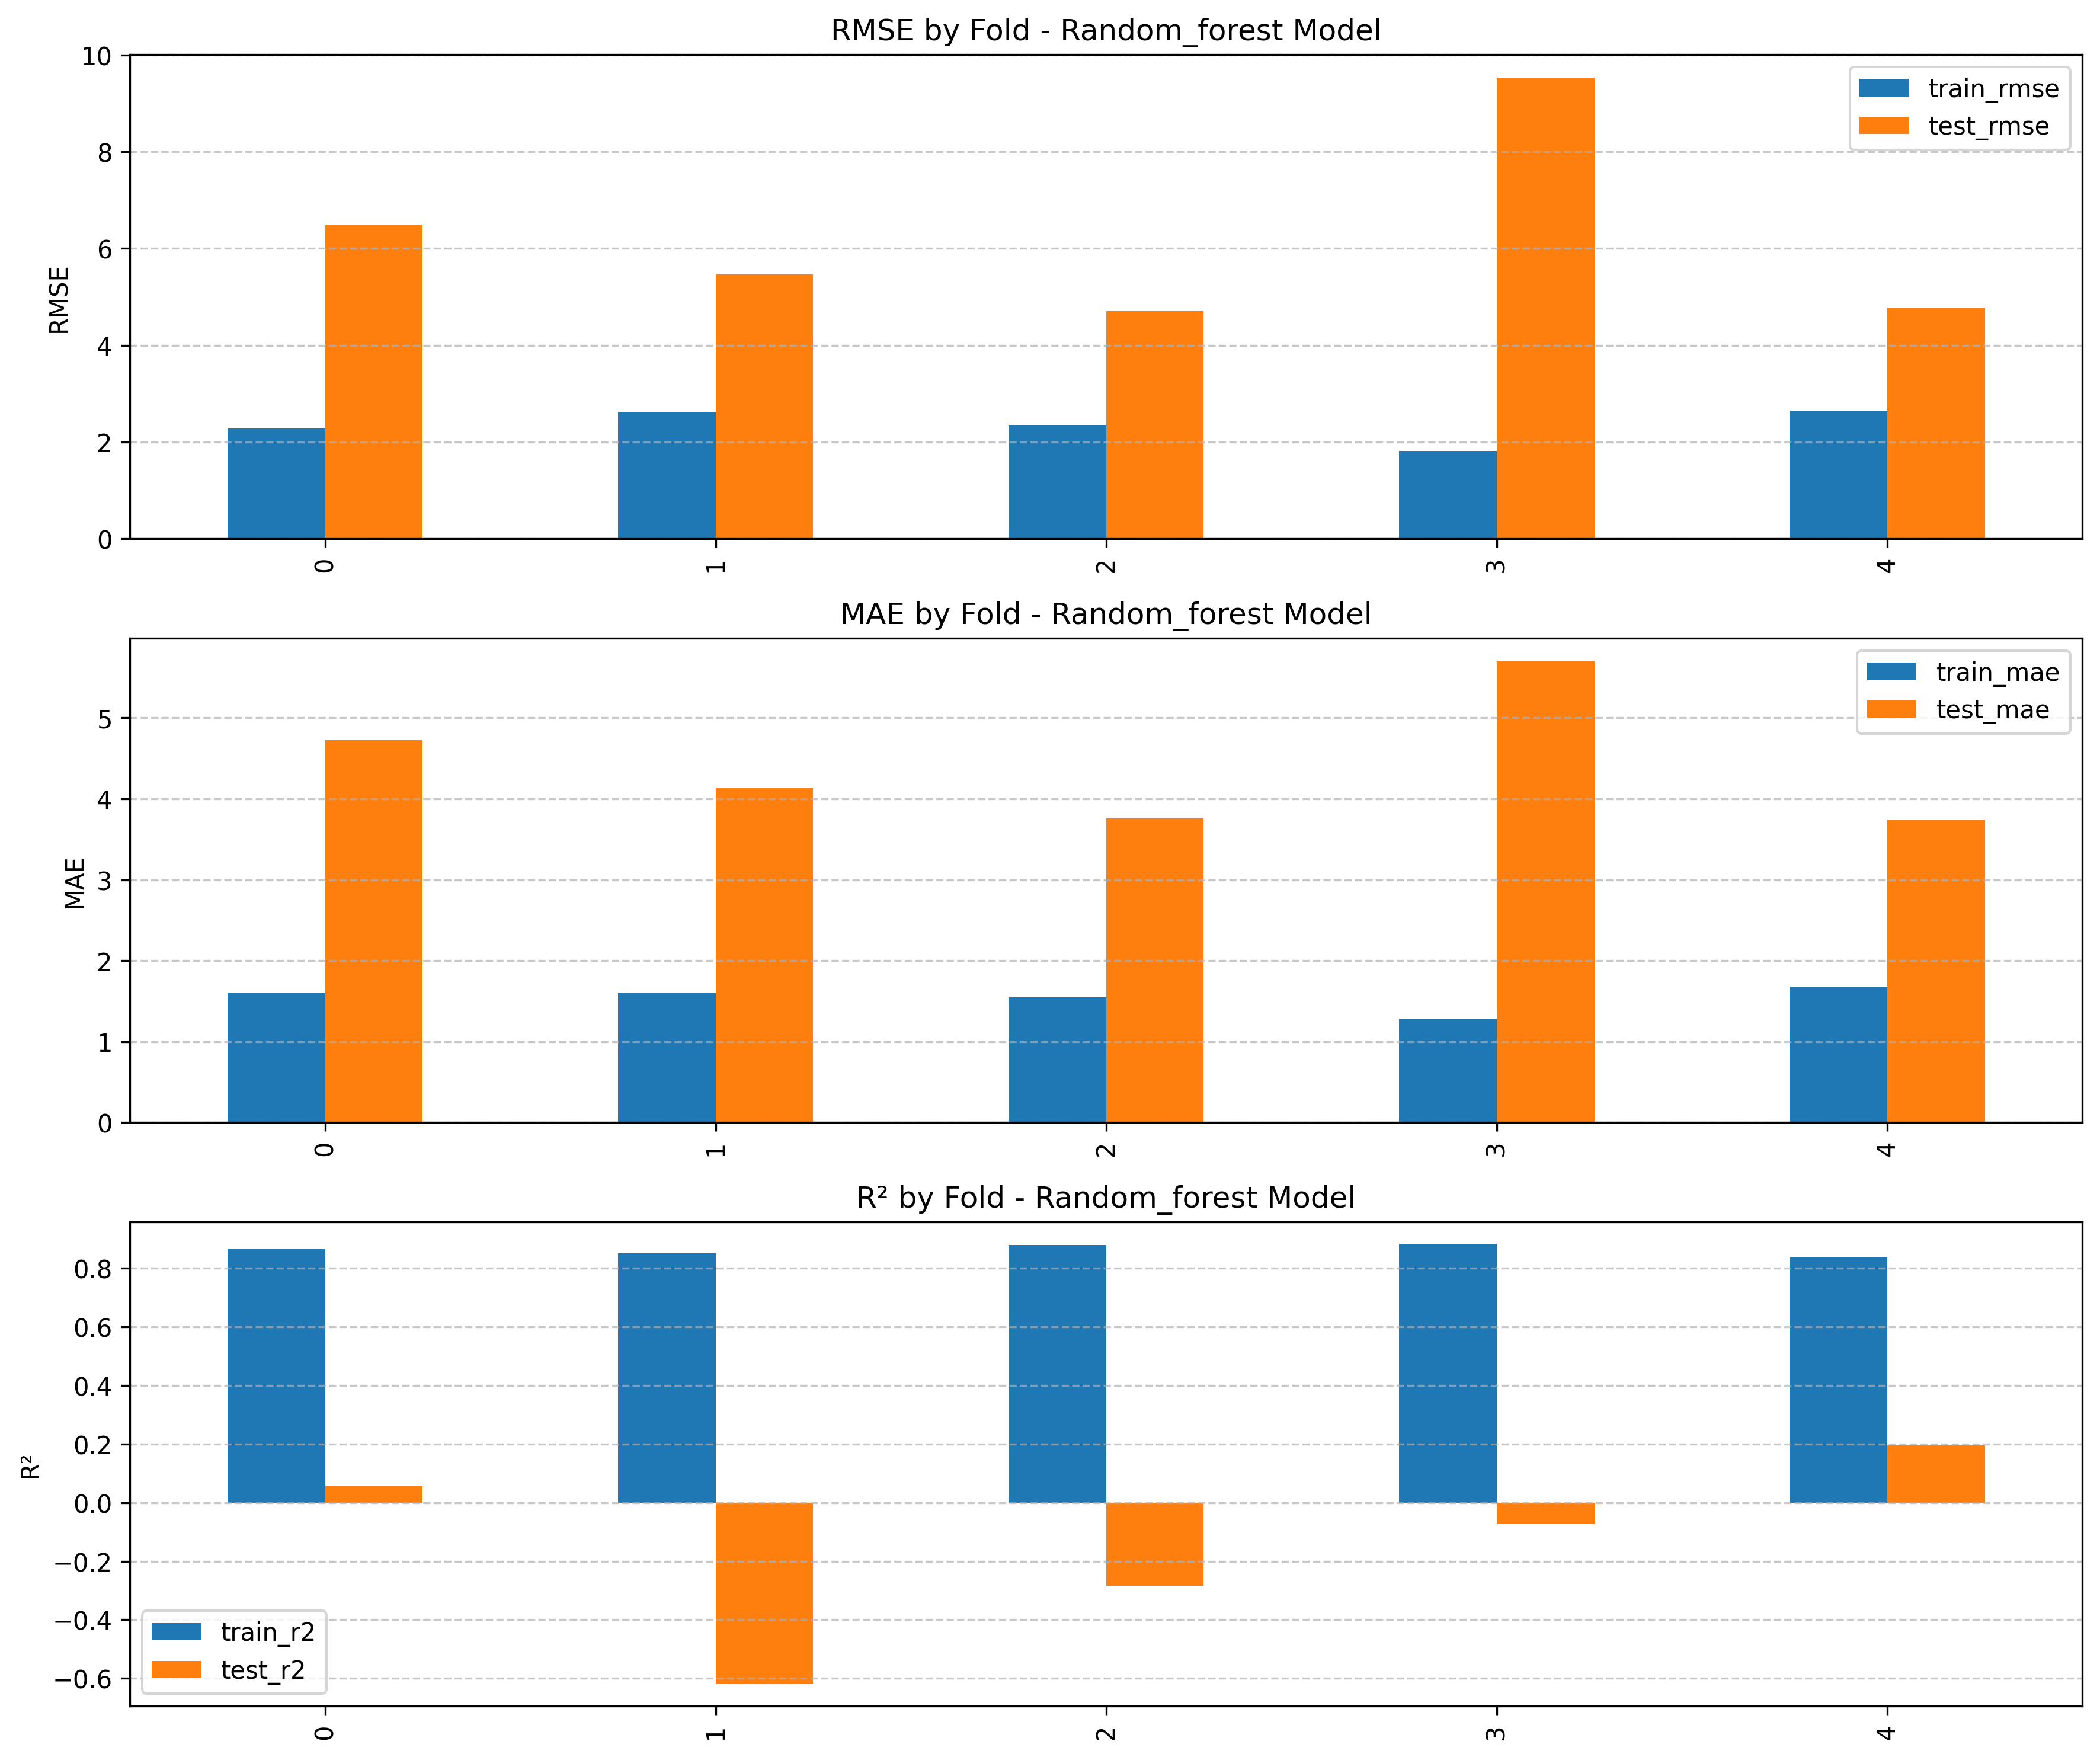 RMSE by Fold - Random_forest Model
10
8
6
4
2
0
RMSE
train_rmse
test_rmse
0 1 2 3 4
MAE by Fold - Random_forest Model
5
4
3
2
1
0
MAE
train_mae
test_mae
0 1 2 3 4
R² by Fold - Random_forest Model
0.8
0.6
0.4
0.2
0.0
−0.2
−0.4
−0.6
R²
train_r2
test_r2
0 1 2 3 4